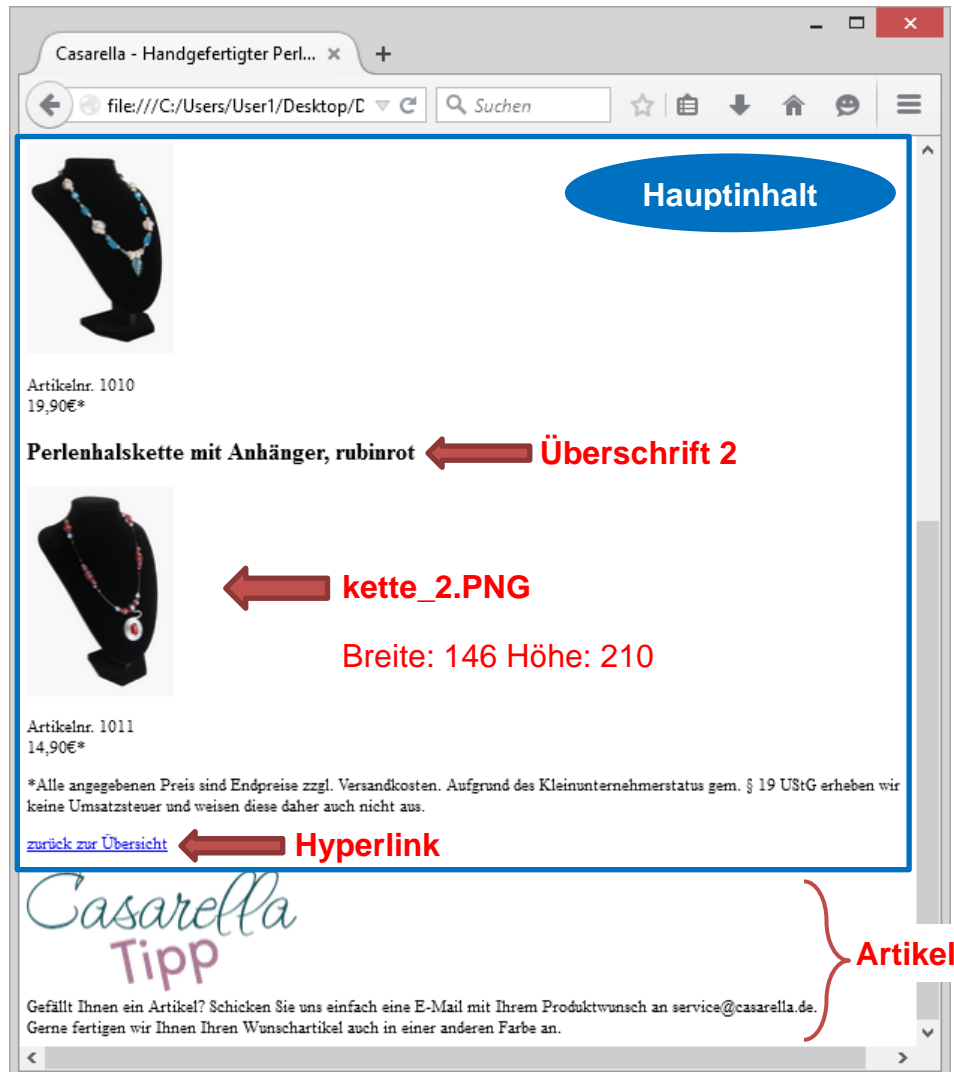 Casarella - Handgefertigter Perl...
file:///C:/Users/User1/Desktop/D
Suchen
Hauptinhalt
Artikelnr. 1010
19,90€*
Perlenhalskette mit Anhänger, rubinrot
Überschrift 2
kette_2.PNG
Breite: 146 Höhe: 210
Artikelnr. 1011
14,90€*
*Alle angegebenen Preis sind Endpreise zzgl. Versandkosten. Aufgrund des Kleinunternehmerstatus gem. § 19 UStG erheben wir
keine Umsatzsteuer und weisen diese daher auch nicht aus.
zurück zur Übersicht
Hyperlink
Casarella
Tipp
Artikel
Gefällt Ihnen ein Artikel? Schicken Sie uns einfach eine E-Mail mit Ihrem Produktwunsch an service@casarella.de.
Gerne fertigen wir Ihnen Ihren Wunschartikel auch in einer anderen Farbe an.